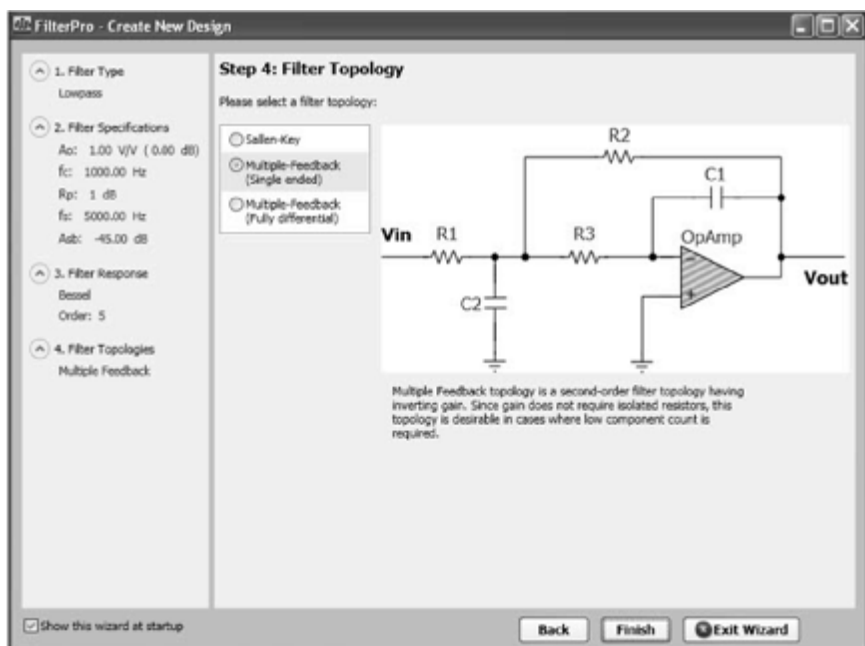 FilterPro - Create New Design
1. Filter Type
Lowpass
2. Filter Specifications
Ao: 1.00 V/V ( 0.00 dB)
fc: 1000.00 Hz
Rp: 1 dB
fs: 5000.00 Hz
Asb: -45.00 dB
3. Filter Response
Bessel
Order: 5
4. Filter Topologies
Multiple Feedback
Step 4: Filter Topology
Please select a filter topology:
Sallen-Key
Multiple-Feedback
(Single ended)
Multiple-Feedback
(Fully differential)
R2
C1
Vin
R1
R3
OpAmp
Vout
C2
Multiple Feedback topology is a second-order filter topology having
inverting gain. Since gain does not require isolated resistors, this
topology is desirable in cases where low component count is
required.
Show this wizard at startup
Back
Finish
Exit Wizard